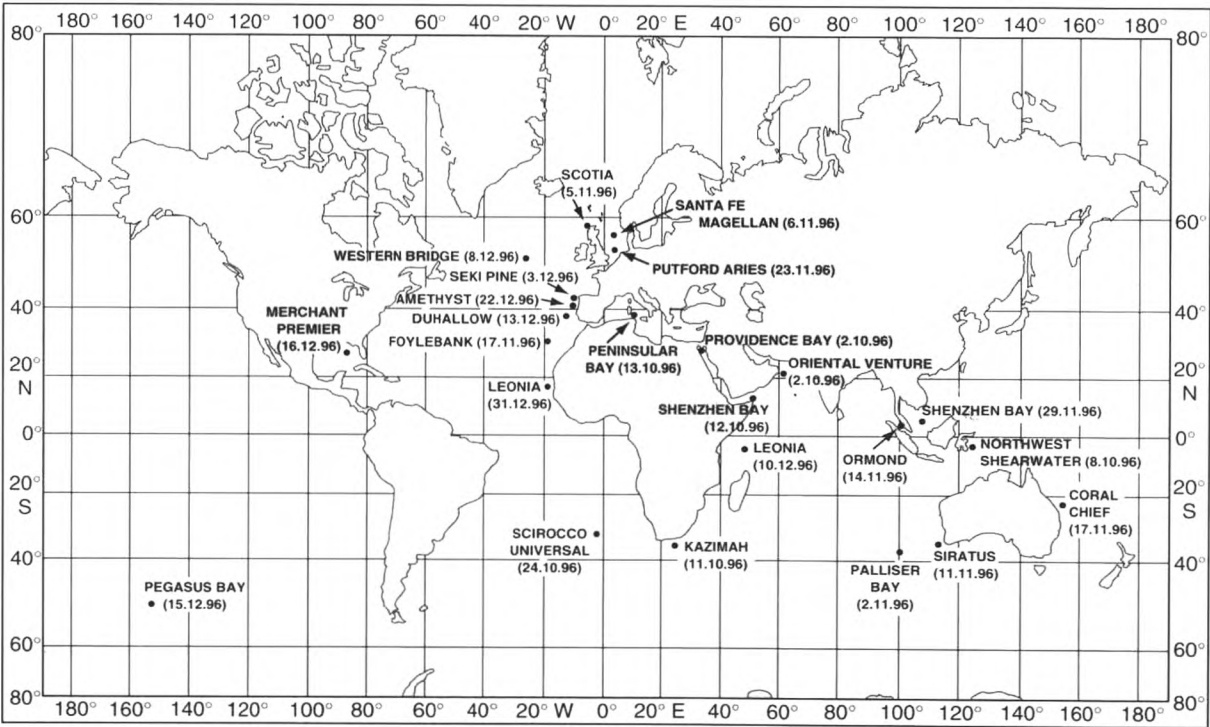 180° 160° 140° 120° 100° 80° 60° 40° 20° W 0° E 20° 40° 60° 80° 100° 120° 140° 160° 180°
80° 80°
SCOTIA
(5.11.96)
60° 60°
SANTA FE
MAGELLAN (6.11.96)
WESTERN BRIDGE (8.12.96)
PUTFORD ARIES (23.11.96)
SEKI PINE (3.12.96)
AMETHYST (22.12.96)
40° 40°
DUHALLOW (13.12.96)
MERCHANT
PREMIER
(16.12.96)
FOYLEBANK (17.11.96)
PENINSULAR
BAY (13.10.96)
PROVIDENCE BAY (2.10.96)
ORIENTAL VENTURE
(2.10.96)
20° 20°
N N
LEONIA
(31.12.96)
SHENZHEN BAY
(12.10.96)
SHENZHEN BAY (29.11.96)
0° 0°
LEONIA
(10.12.96)
ORMOND
(14.11.96)
NORTHWEST
SHEARWATER (8.10.96)
20° 20°
S S
CORAL
CHIEF
(17.11.96)
SCIROCCO
UNIVERSAL
(24.10.96)
KAZIMAH
(11.10.96)
SIRATUS
(11.11.96)
40° 40°
PALLISER
BAY
(2.11.96)
PEGASUS BAY
(15.12.96)
60° 60°
80° 80°
180° 160° 140° 120° 100° 80° 60° 40° 20° W 0° E 20° 40° 60° 80° 100° 120° 140° 160° 180°